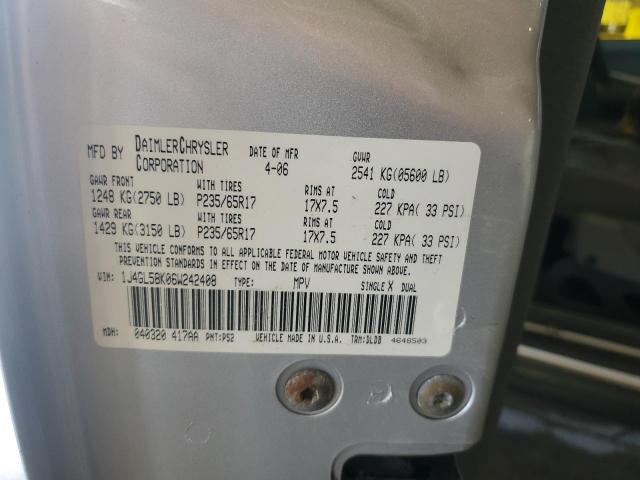 MFD BY DAIMLERCHRYSLER CORPORATION DATE OF MFR 4-06 GVWR 2541 KG(05600 LB)
GAWR FRONT WITH TIRES RIMS AT COLD
1248 KG(2750 LB) P235/65R17 17X7.5 227 KPA( 33 PSI)
GAWR REAR WITH TIRES RIMS AT COLD
1429 KG(3150 LB) P235/65R17 17X7.5 227 KPA( 33 PSI)
THIS VEHICLE CONFORMS TO ALL APPLICABLE FEDERAL MOTOR VEHICLE SAFETY AND THEFT
PREVENTION STANDARDS IN EFFECT ON THE DATE OF MANUFACTURE SHOWN ABOVE
VIN: 1J4GL58K06W242408 TYPE: MPV SINGLE X DUAL
MDH: 040320 417AA PNT:PS2 VEHICLE MADE IN U.S.A. TRM:DLDB 4648503